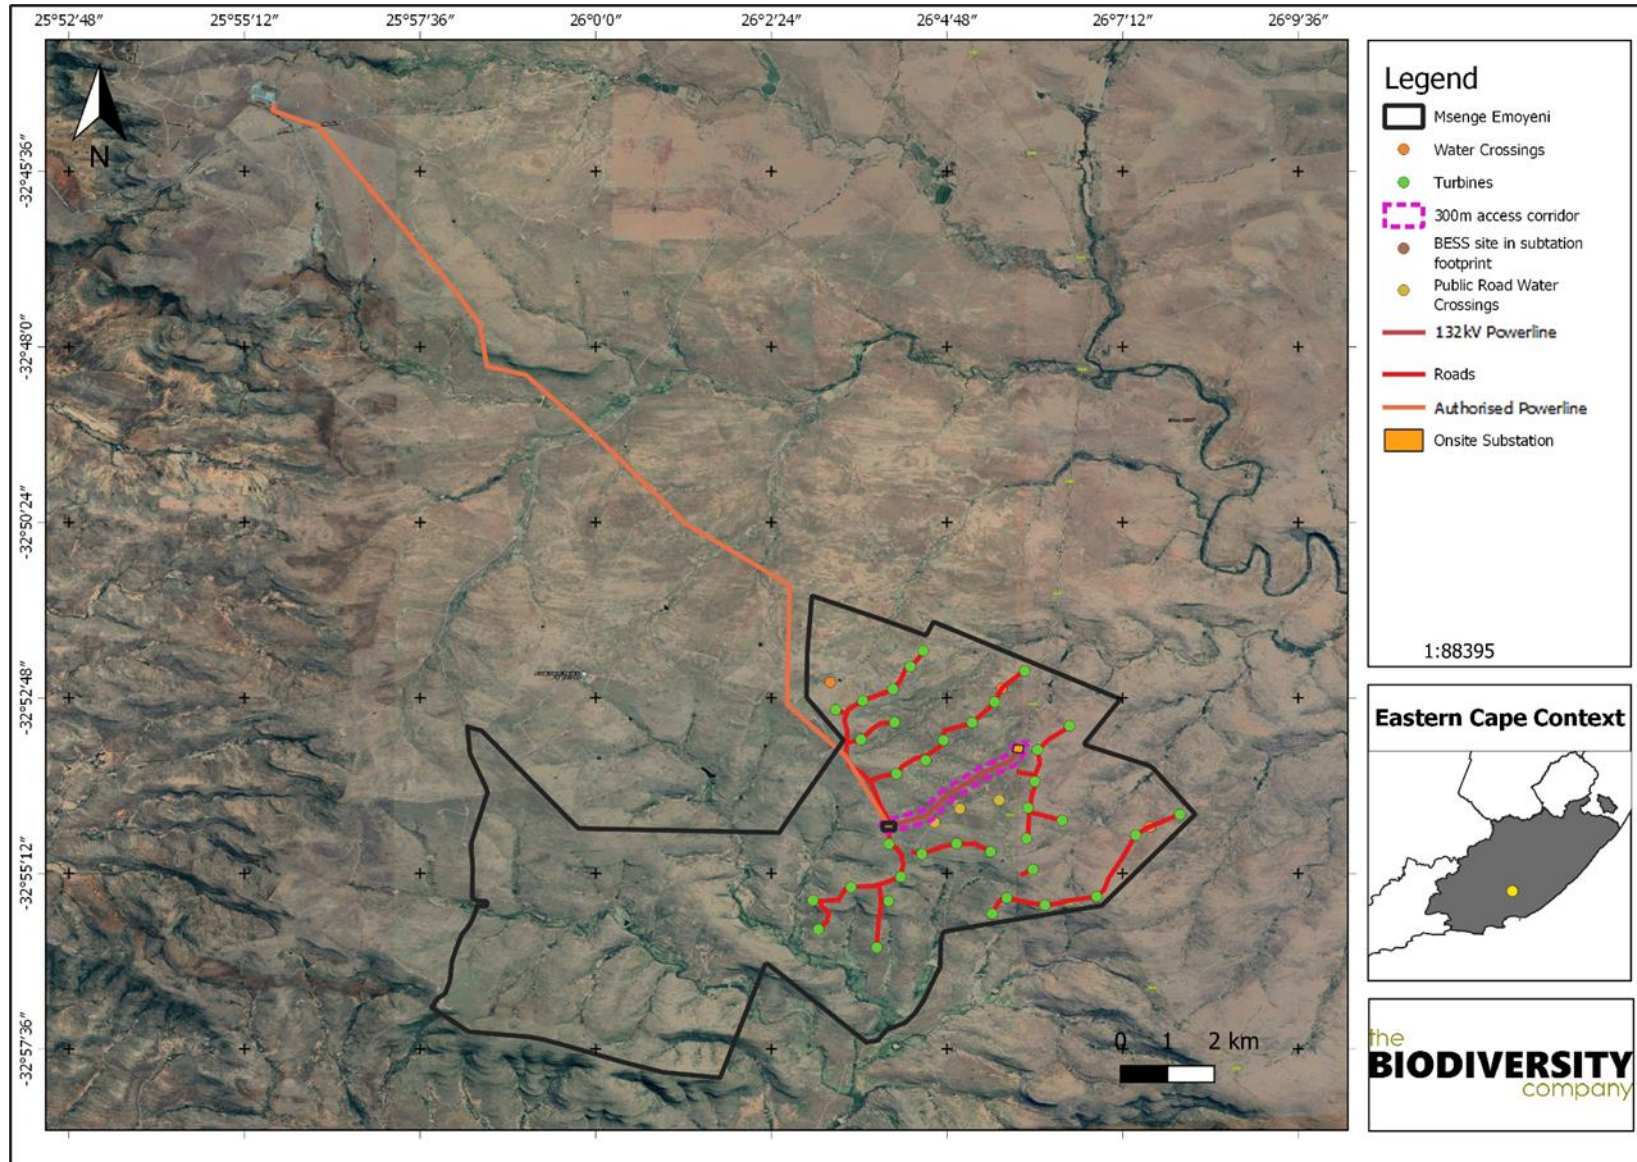 25°52'48" 25°55'12" 25°57'36" 26°0'0" 26°2'24" 26°4'48" 26°7'12" 26°9'36"
-32°45'36"
-32°48'0"
-32°50'24"
-32°52'48"
-32°55'12"
-32°57'36"
N
0 1 2 km
Legend
Msenge Emoyeni
Water Crossings
Turbines
300m access corridor
BESS site in subtation
footprint
Public Road Water
Crossings
132kV Powerline
Roads
Authorised Powerline
Onsite Substation
1:88395
Eastern Cape Context
the
BIODIVERSITY
company